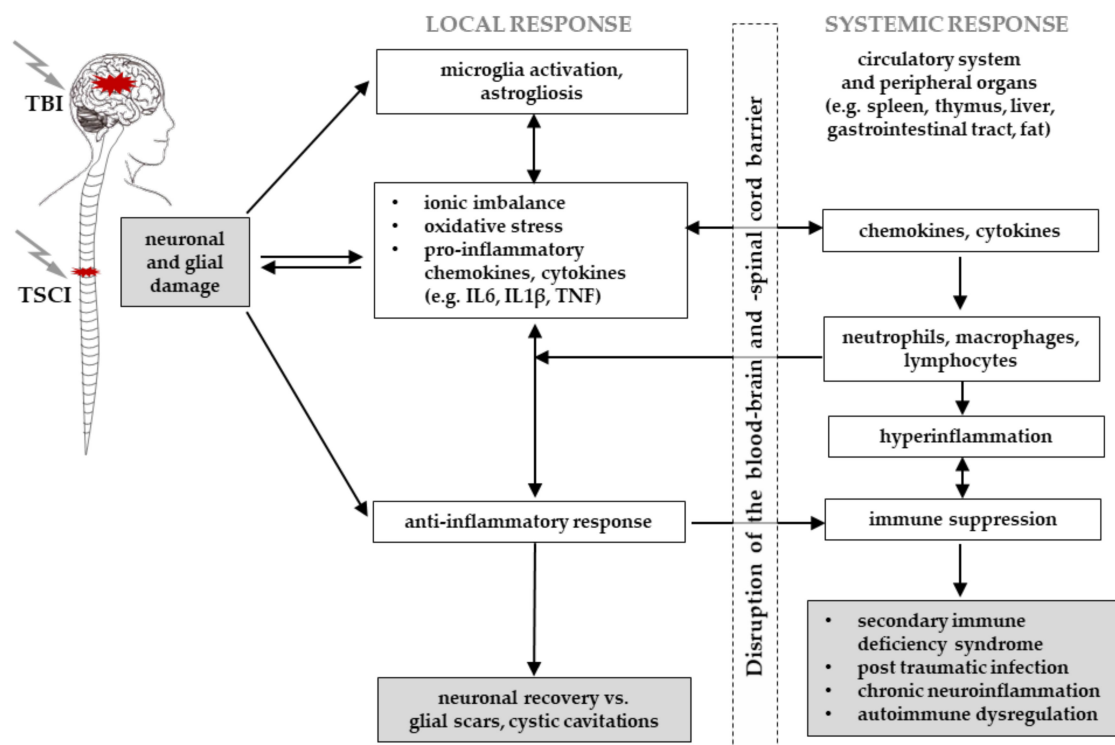 LOCAL RESPONSE
SYSTEMIC RESPONSE
TBI
TSCI
neuronal
and glial
damage
microglia activation,
astrogliosis
• ionic imbalance
• oxidative stress
• pro-inflammatory
chemokines, cytokines
(e.g. IL6, IL1β, TNF)
anti-inflammatory response
neuronal recovery vs.
glial scars, cystic cavitations
Disruption of the blood-brain and -spinal cord barrier
circulatory system
and peripheral organs
(e.g. spleen, thymus, liver,
gastrointestinal tract, fat)
chemokines, cytokines
neutrophils, macrophages,
lymphocytes
hyperinflammation
immune suppression
• secondary immune
deficiency syndrome
• post traumatic infection
• chronic neuroinflammation
• autoimmune dysregulation